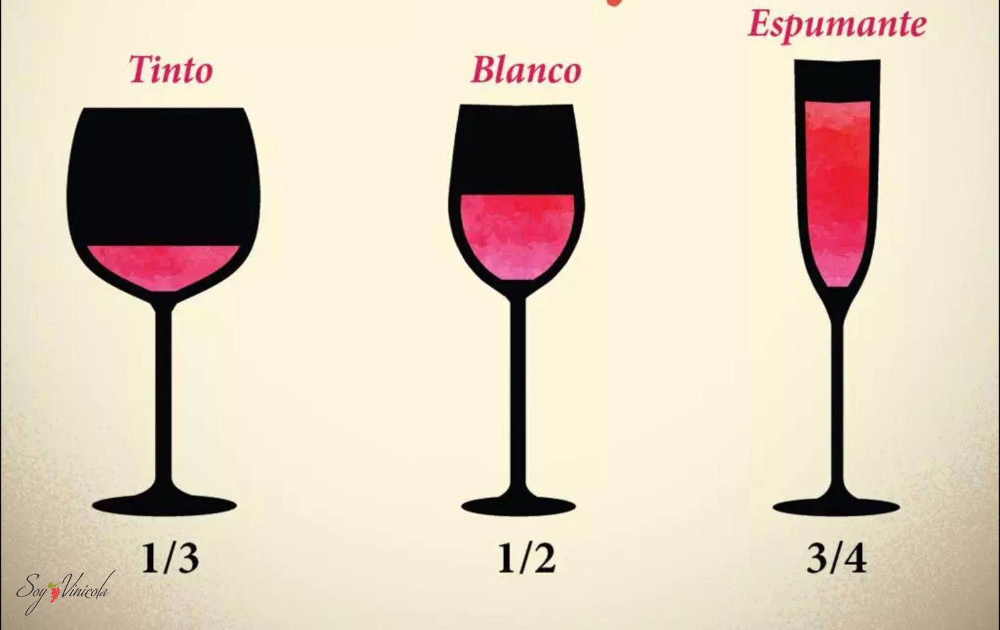 Tinto
Blanco
Espumante
1/3
1/2
3/4
Soy Vinícola